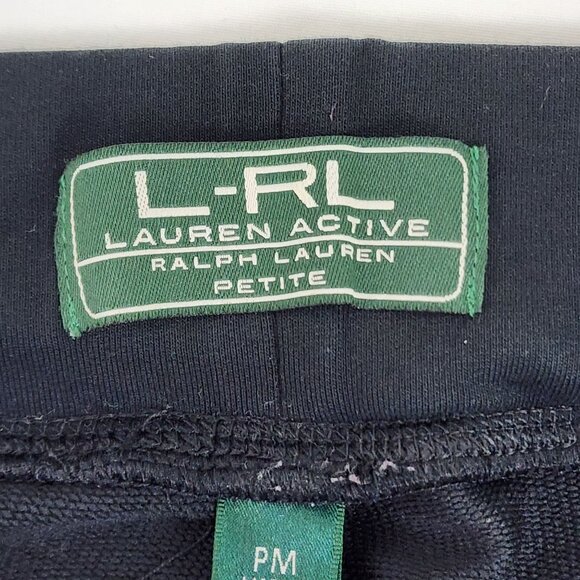 L-RL
LAUREN ACTIVE
RALPH LAUREN
PETITE
PM